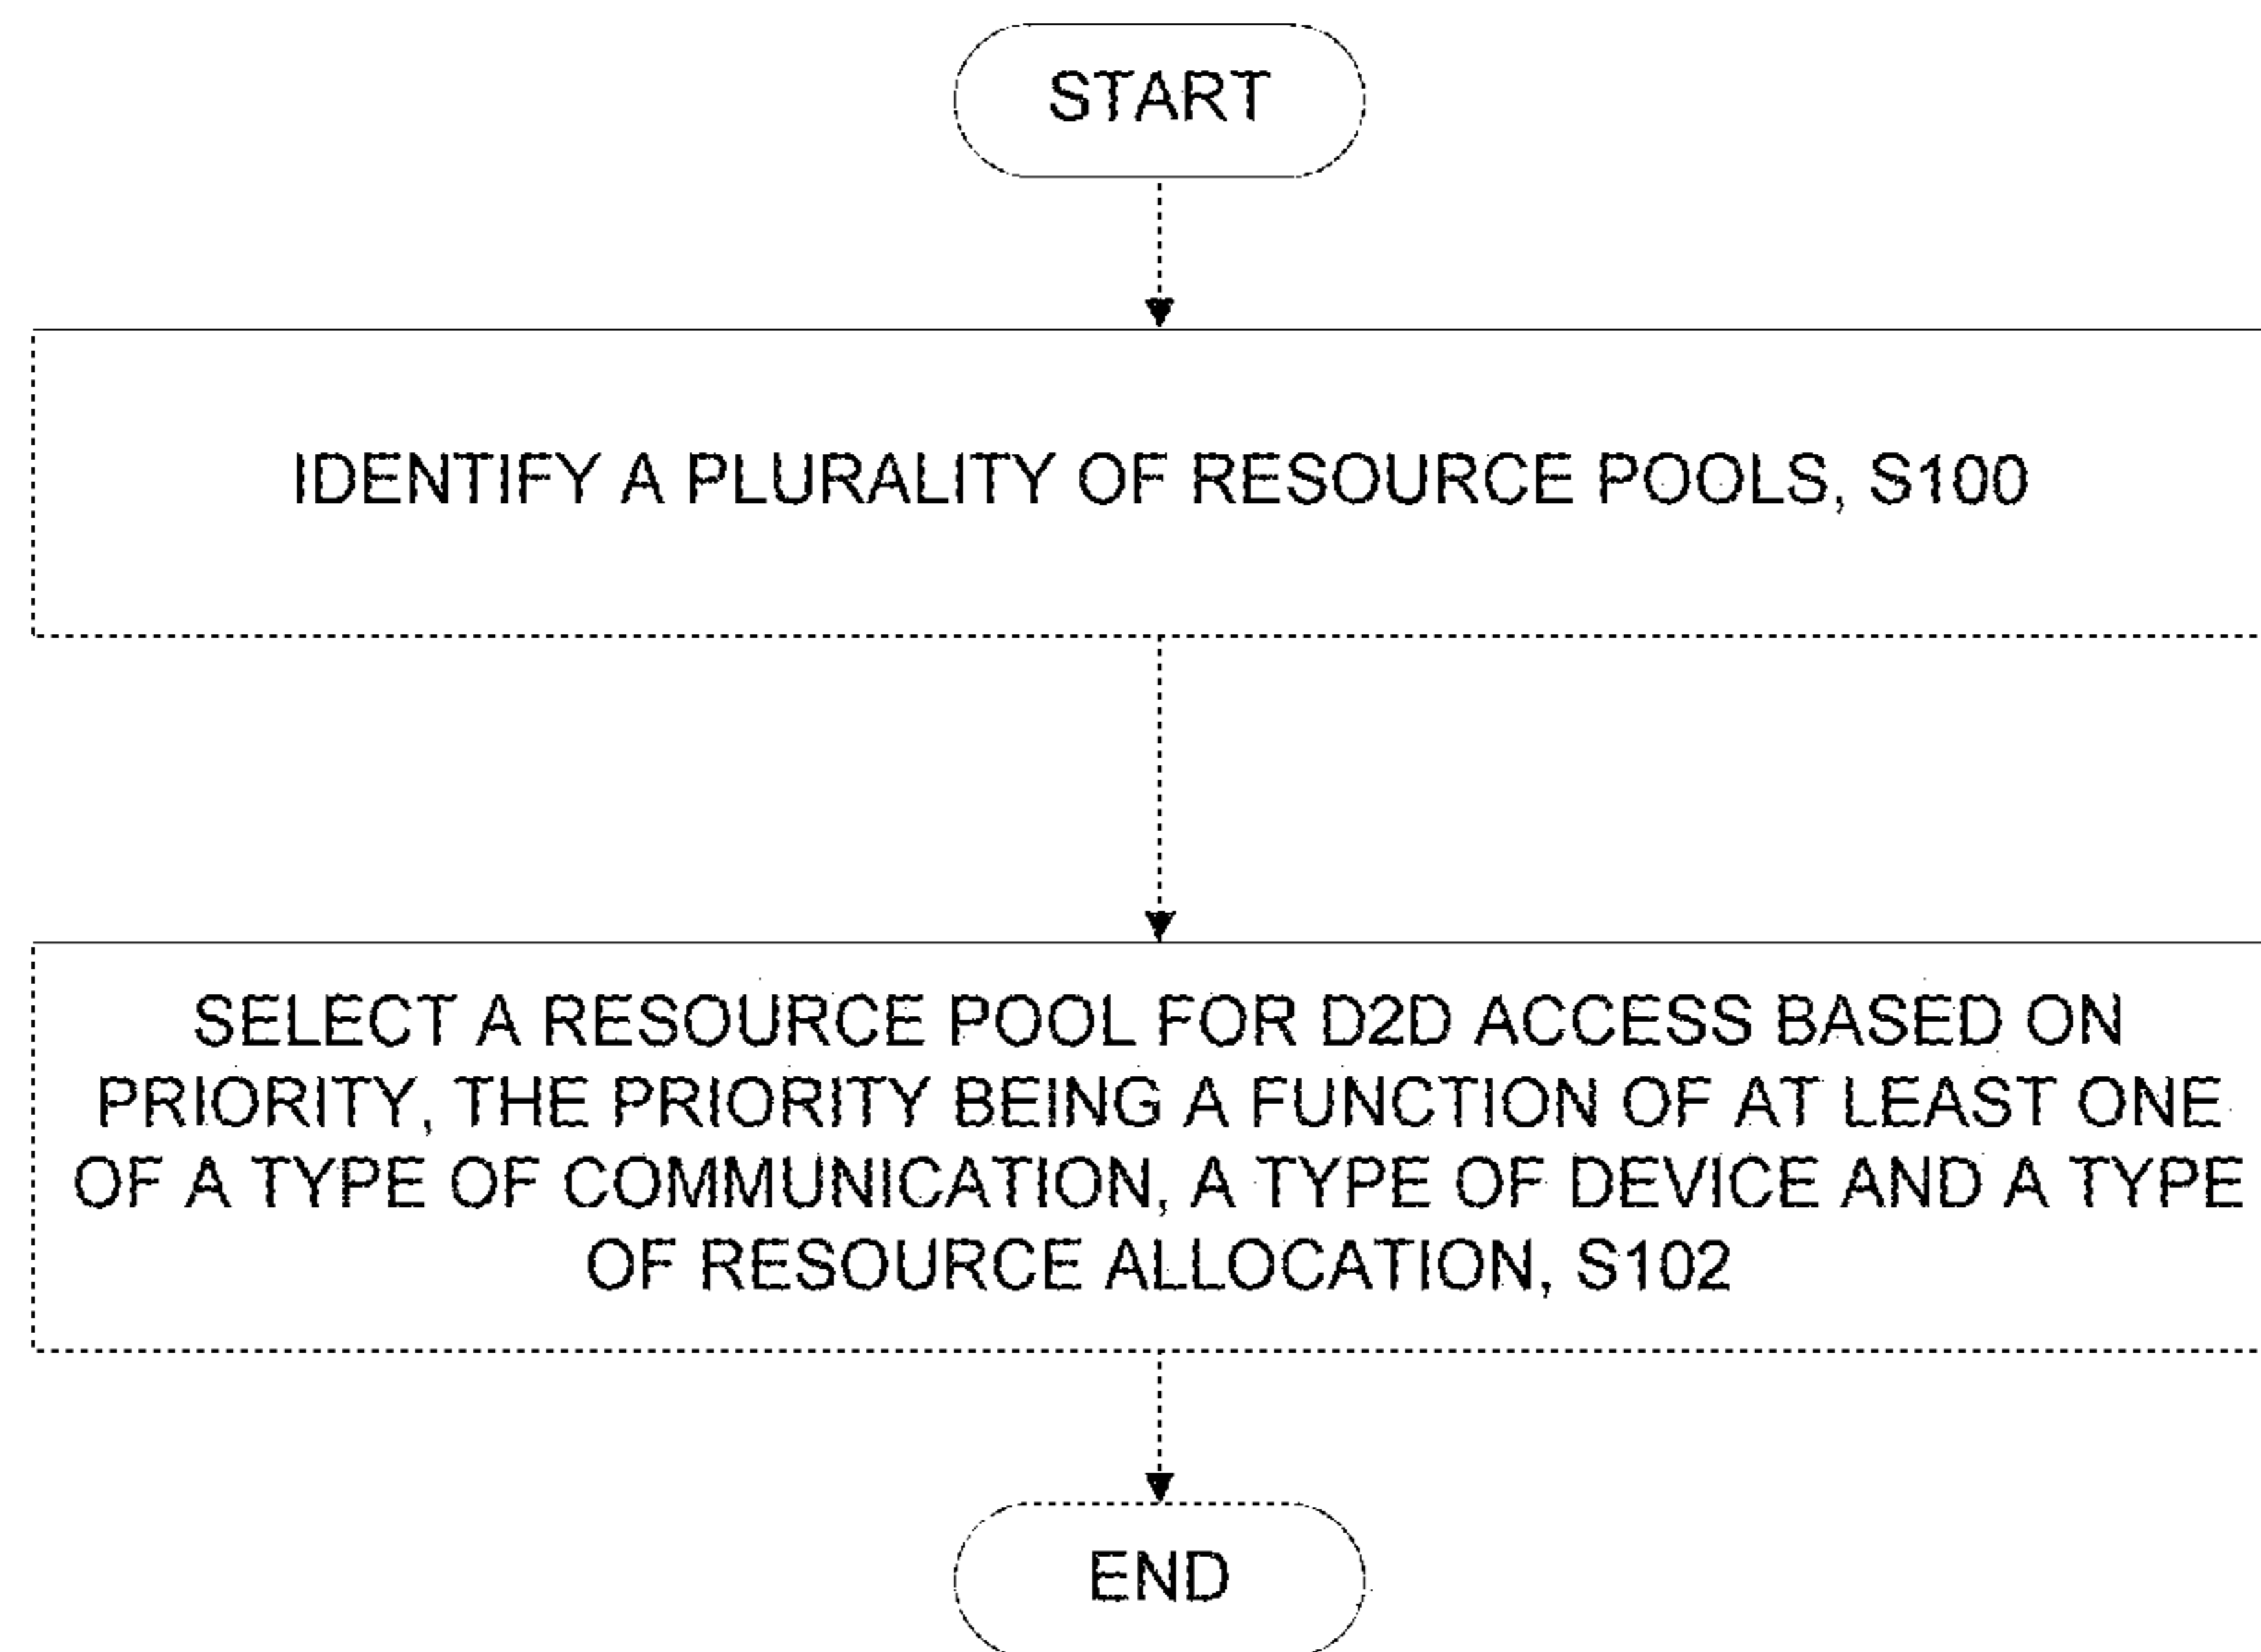 START
IDENTIFY A PLURALITY OF RESOURCE POOLS, S100
SELECT A RESOURCE POOL FOR D2D ACCESS BASED ON
PRIORITY, THE PRIORITY BEING A FUNCTION OF AT LEAST ONE
OF A TYPE OF COMMUNICATION, A TYPE OF DEVICE AND A TYPE
OF RESOURCE ALLOCATION, S102
END